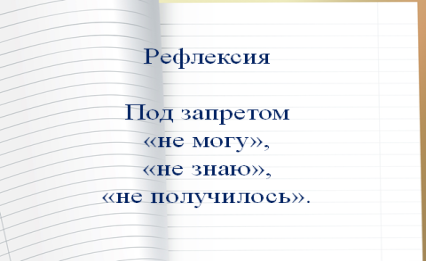 Рефлексия
Под запретом
«не могу»,
«не знаю»,
«не получилось».